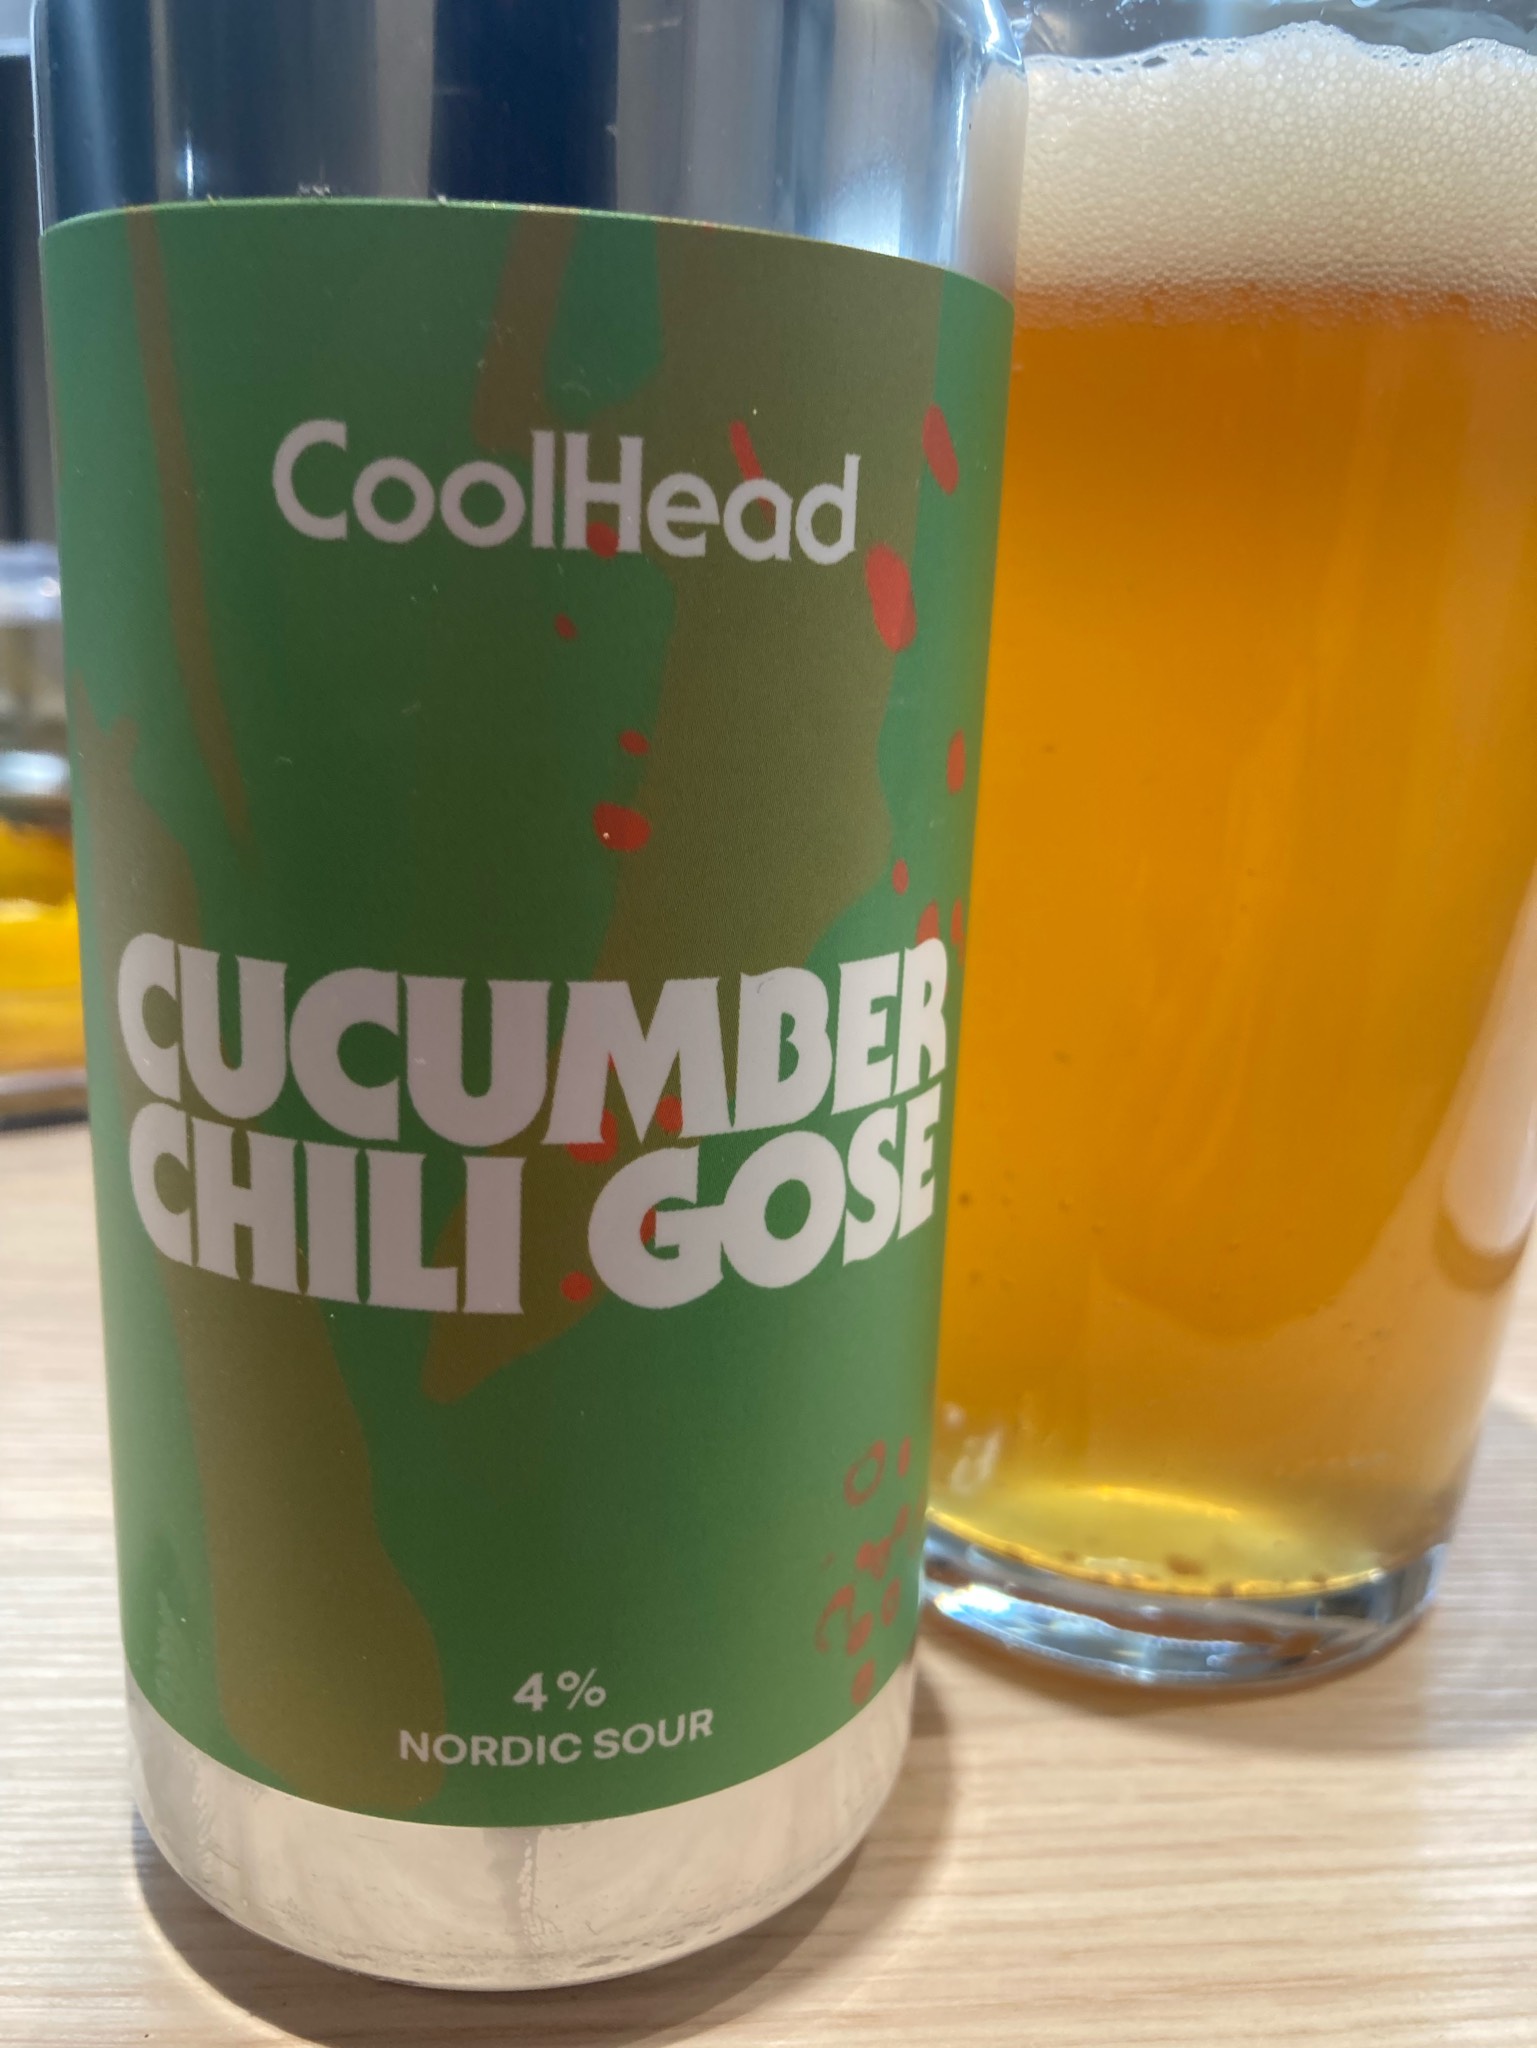 CoolHead
CUCUMBER
CHILI GOSE
4%
NORDIC SOUR